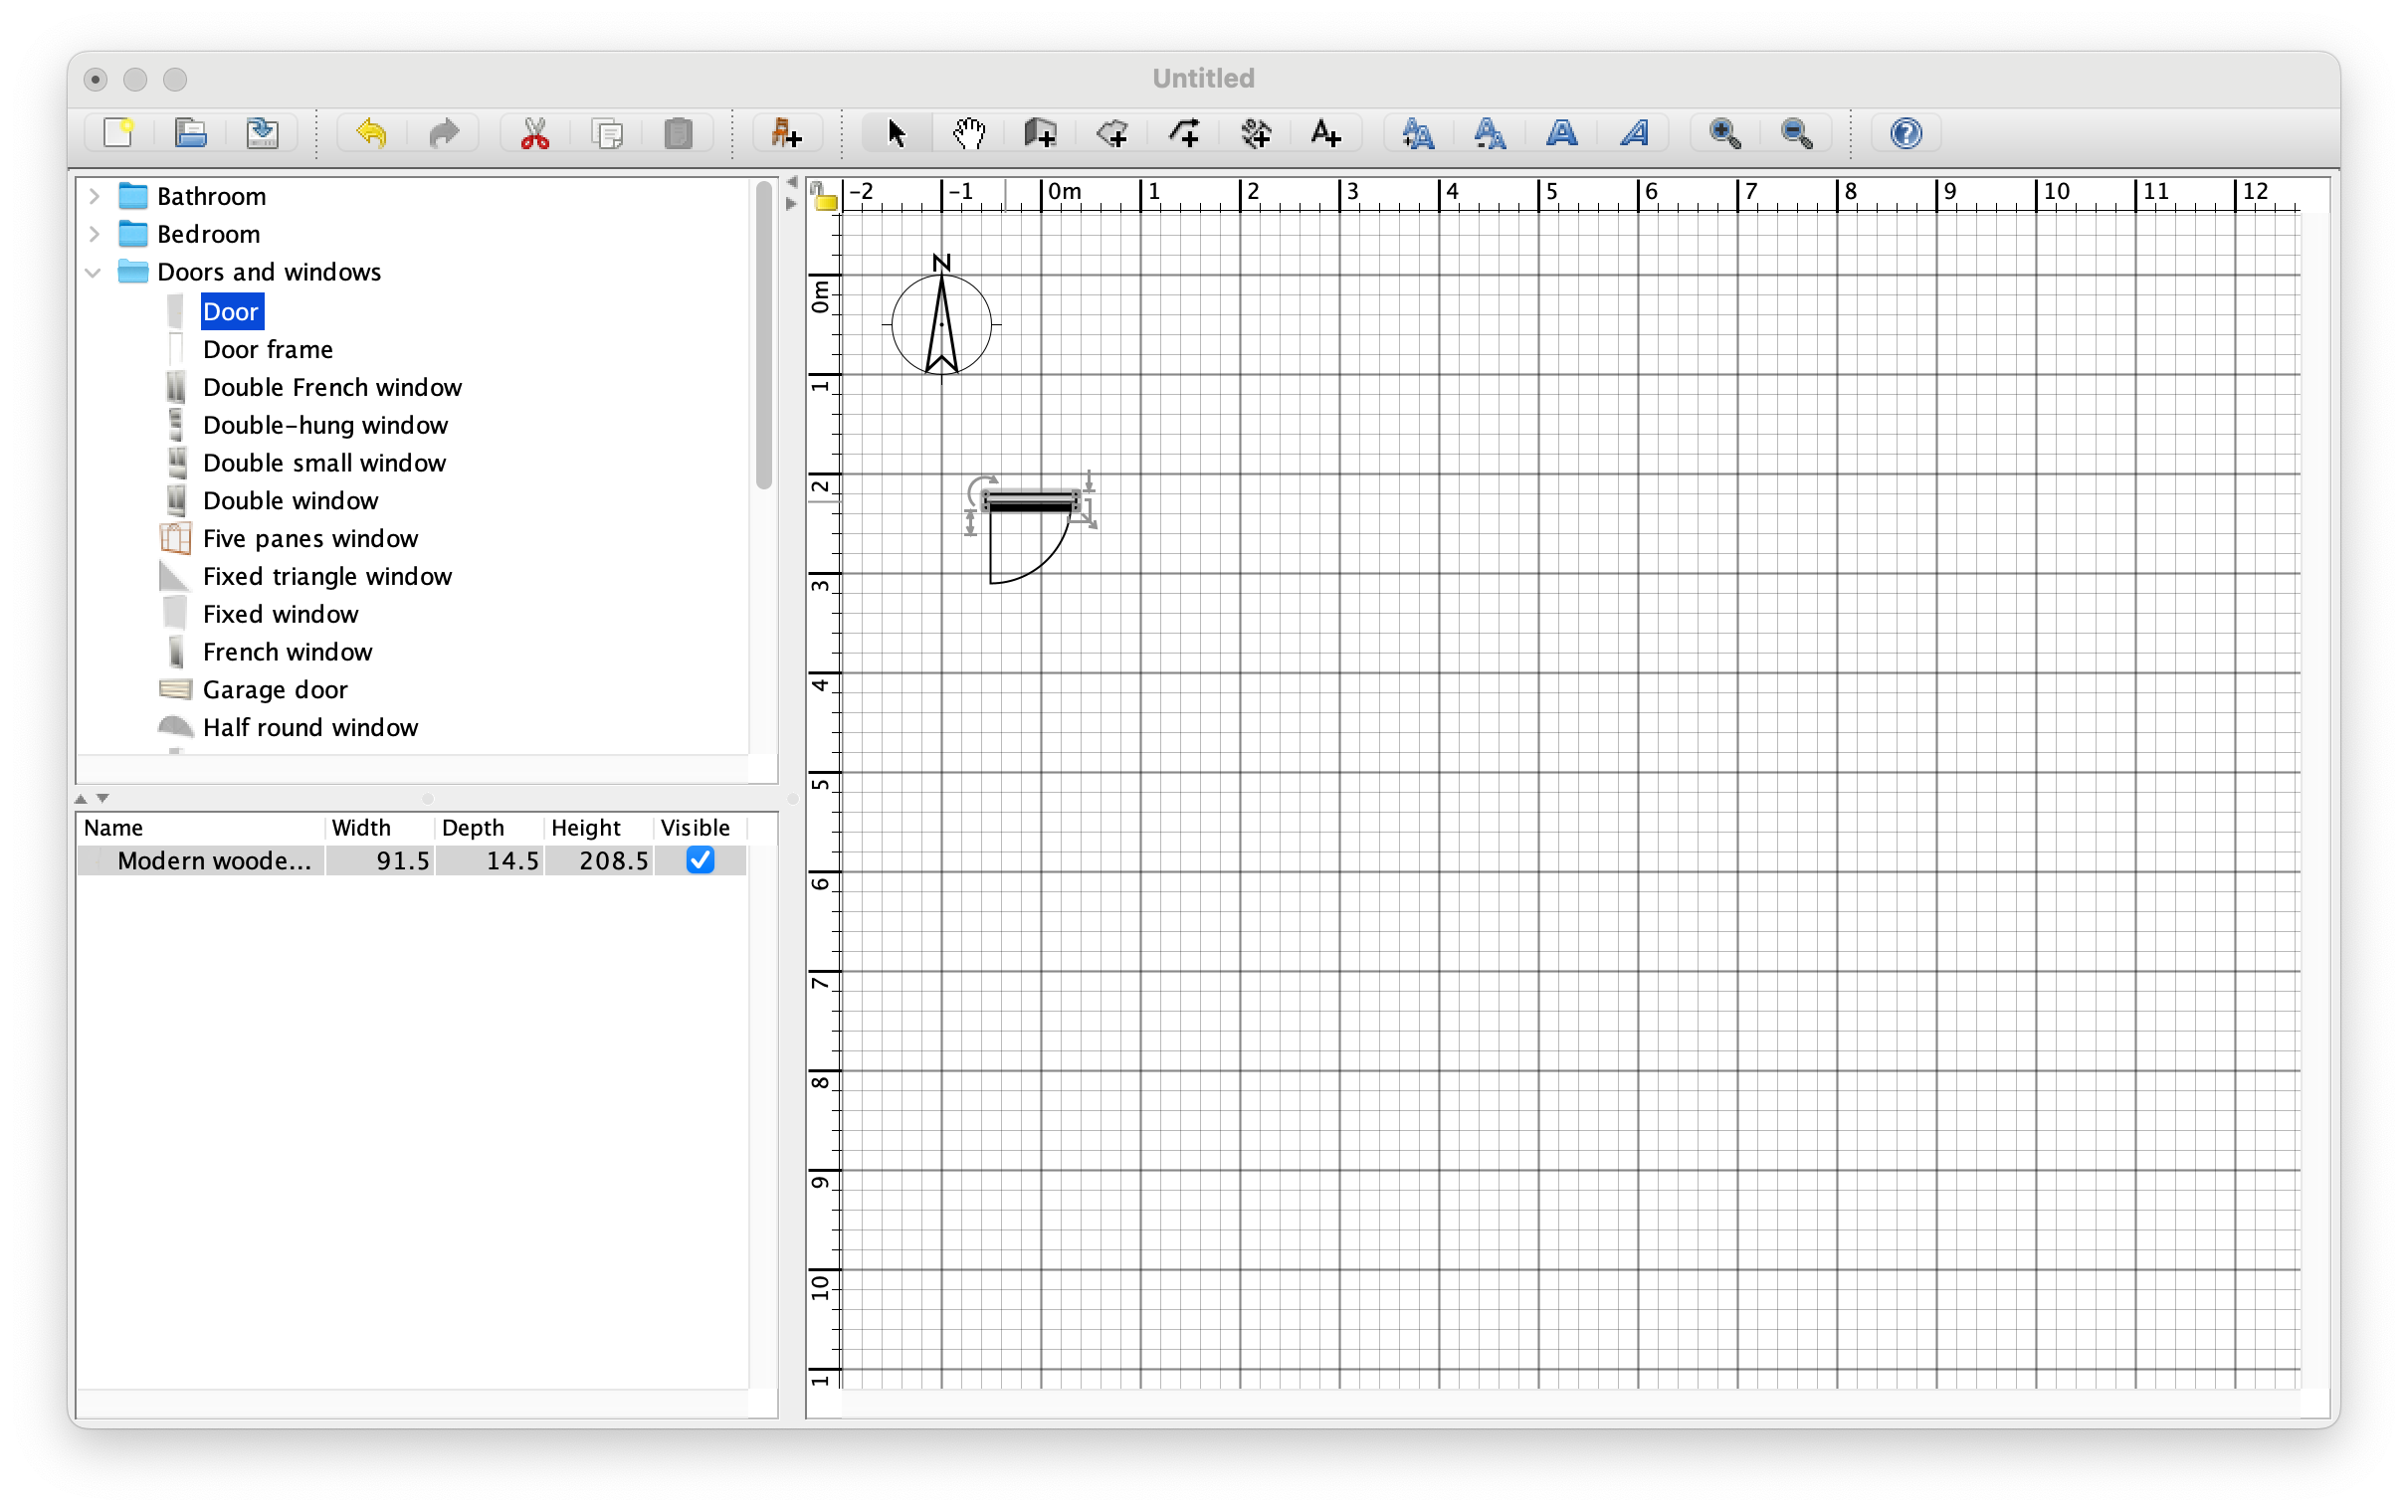 Untitled
Bathroom
Bedroom
Doors and windows
Door
Door frame
Double French window
Double-hung window
Double small window
Double window
Five panes window
Fixed triangle window
Fixed window
French window
Garage door
Half round window
Name Width Depth Height Visible
Modern woode... 91.5 14.5 208.5
-2 -1 0m 1 2 3 4 5 6 7 8 9 10 11 12
N
0m
1
2
3
4
5
6
7
8
9
10
1